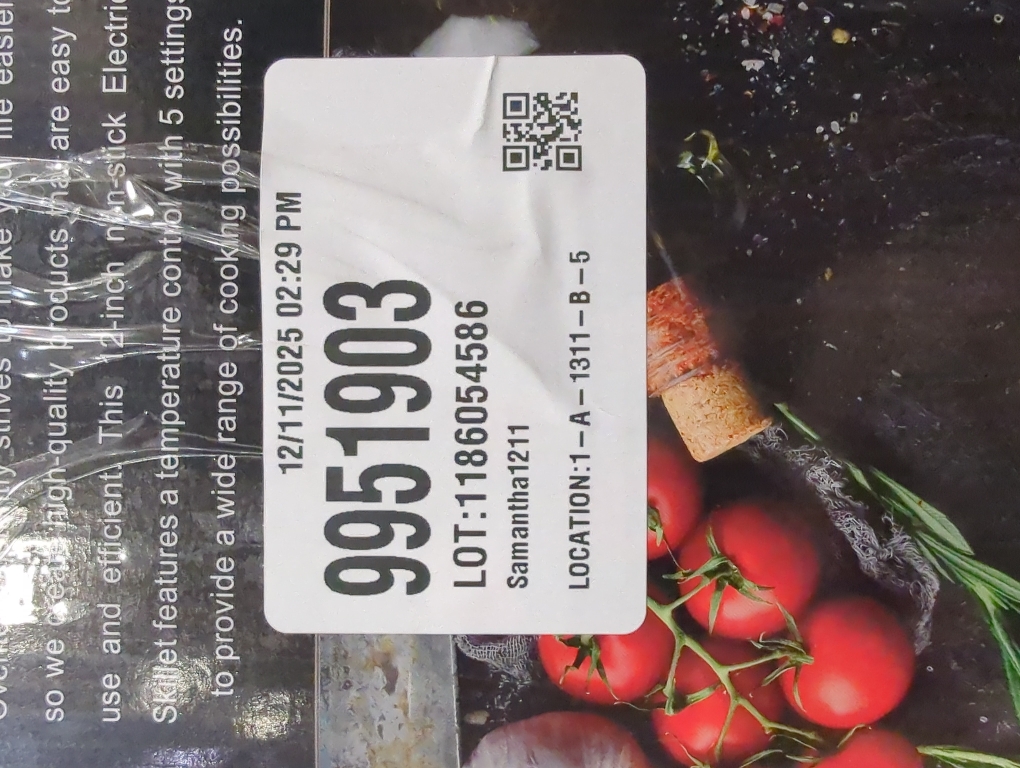 life easier
so we create high-quality products that are easy to
use and efficient. This 12-inch non-stick Electric
Skillet features a temperature control with 5 settings
to provide a wide range of cooking possibilities.
12/11/2025 02:29 PM
9951903
LOT:1186054586
Samantha1211
LOCATION:1-A-1311-B-5